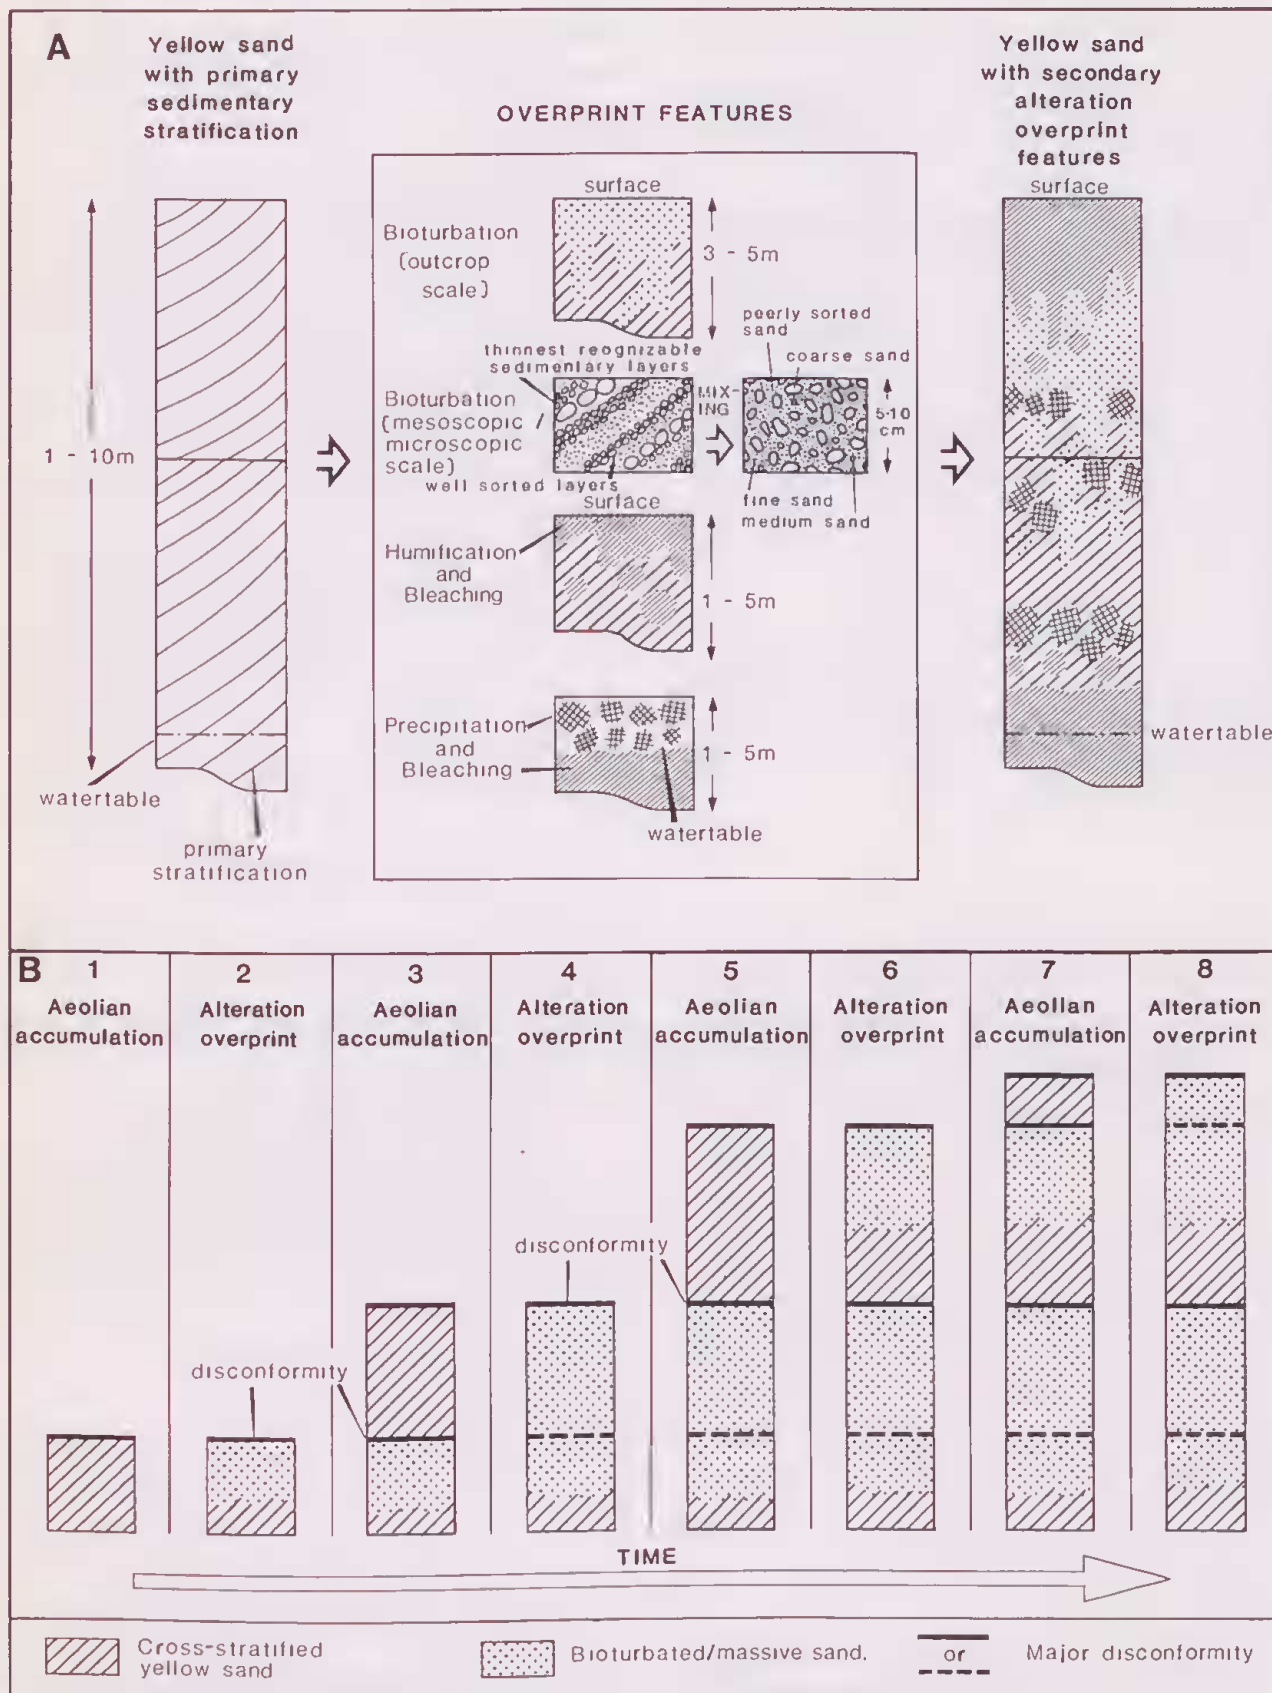 A
Yellow sand
with primary
sedimentary
stratification
OVERPRINT FEATURES
Yellow sand
with secondary
alteration
overprint
features
surface
1 - 10m
watertable
primary
stratification
surface
Bioturbation
(outcrop
scale)
3 - 5m
thinnest reognizable
sedimentary layers
Bioturbation
(mesoscopic /
microscopic
scale)
well sorted layers
MIX-
ING
peerly sorted
sand
coarse sand
5-10
cm
fine sand
medium sand
surface
Humification
and
Bleaching
1 - 5m
Precipitation
and
Bleaching
1 - 5m
watertable
watertable
B
1
Aeolian
accumulation
2
Alteration
overprint
3
Aeolian
accumulation
4
Alteration
overprint
5
Aeolian
accumulation
6
Alteration
overprint
7
Aeolian
accumulation
8
Alteration
overprint
disconformity
disconformity
TIME
Cross-stratified
yellow sand
Bioturbated/massive sand.
or
Major disconformity